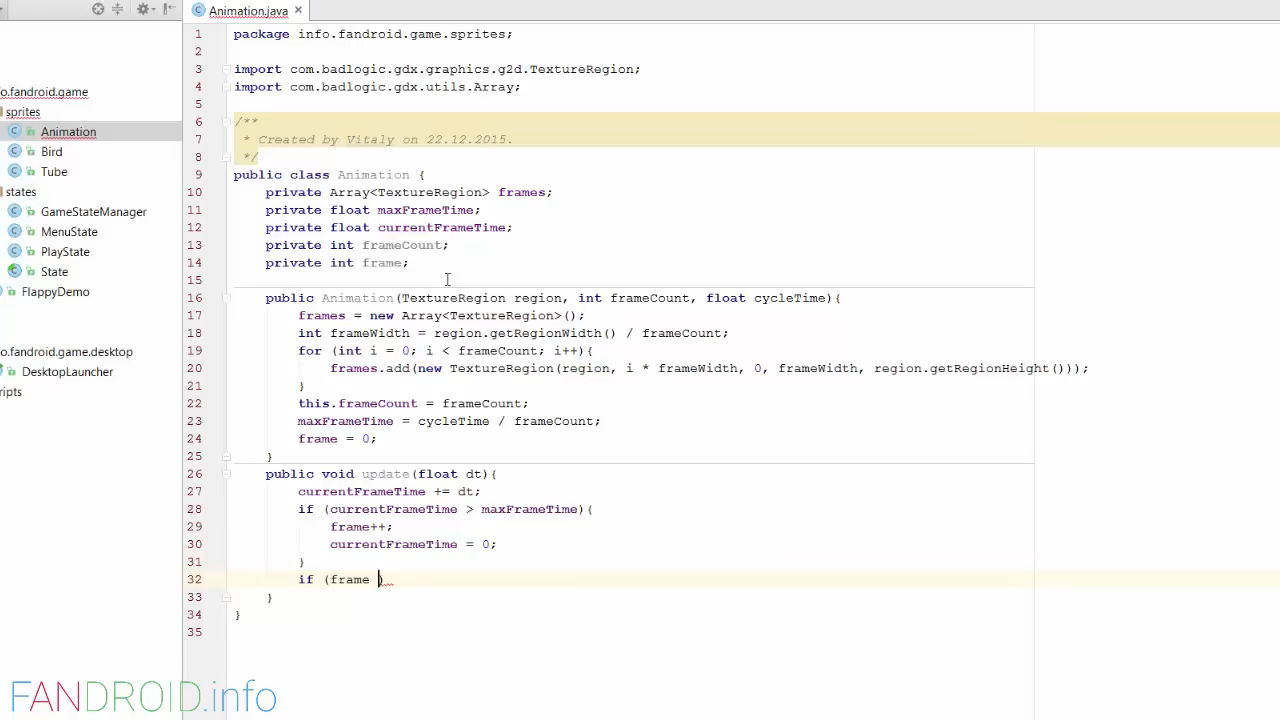 Animation.java
o.fandroid.game
sprites
Animation
Bird
Tube
states
GameStateManager
MenuState
PlayState
State
FlappyDemo
fo.fandroid.game.desktop
DesktopLauncher
ripts
1 package info.fandroid.game.sprites;
2
3 import com.badlogic.gdx.graphics.g2d.TextureRegion;
4 import com.badlogic.gdx.utils.Array;
5
6 /**
7 * Created by Vitaly on 22.12.2015.
8 */
9 public class Animation {
10 private Array<TextureRegion> frames;
11 private float maxFrameTime;
12 private float currentFrameTime;
13 private int frameCount;
14 private int frame;
15
16 public Animation(TextureRegion region, int frameCount, float cycleTime){
17 frames = new Array<TextureRegion>();
18 int frameWidth = region.getRegionWidth() / frameCount;
19 for (int i = 0; i < frameCount; i++){
20 frames.add(new TextureRegion(region, i * frameWidth, 0, frameWidth, region.getRegionHeight()));
21 }
22 this.frameCount = frameCount;
23 maxFrameTime = cycleTime / frameCount;
24 frame = 0;
25 }
26 public void update(float dt){
27 currentFrameTime += dt;
28 if (currentFrameTime > maxFrameTime){
29 frame++;
30 currentFrameTime = 0;
31 }
32 if (frame )
33 }
34 }
35
FANDROID.info